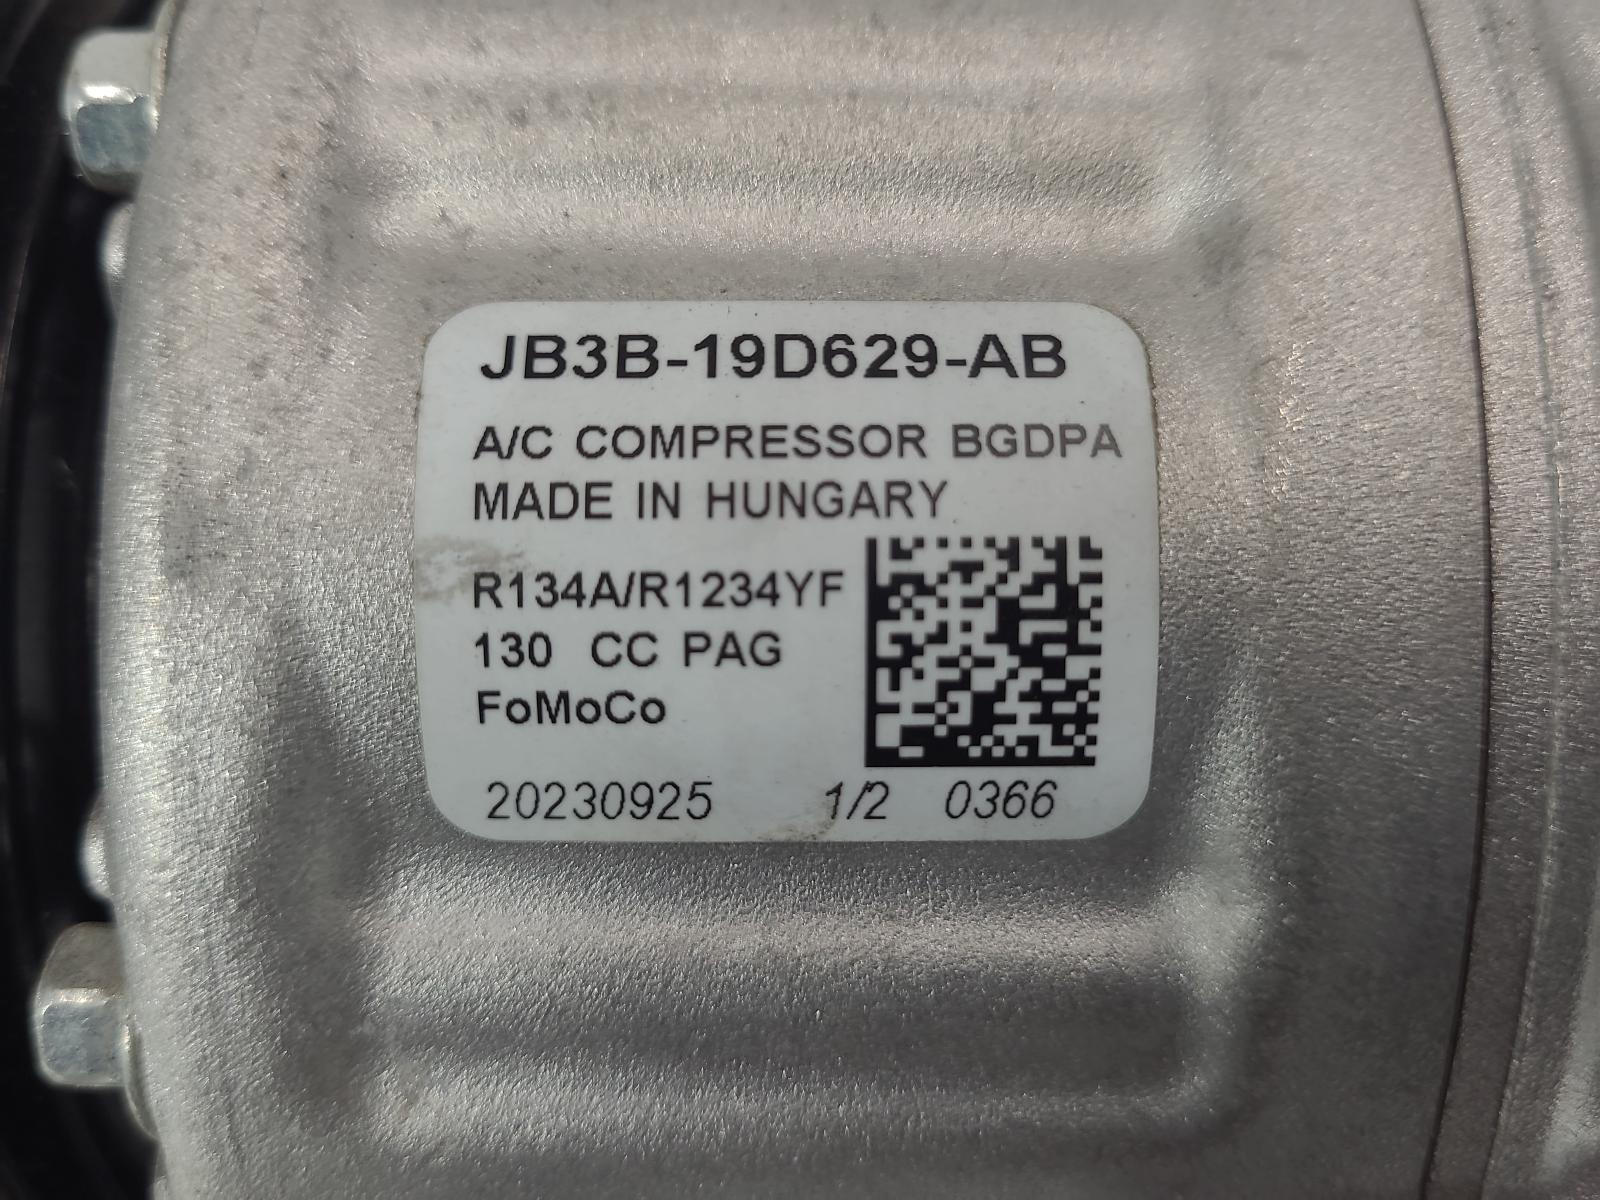 JB3B-19D629-AB
A/C COMPRESSOR BGDPA
MADE IN HUNGARY
R134A/R1234YF
130 CC PAG
FoMoCo
20230925 1/2 0366